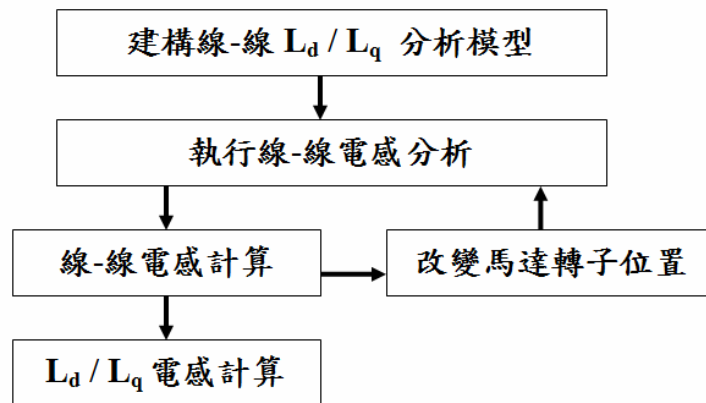 建構線-線 Ld / Lq 分析模型
執行線-線電感分析
線-線電感計算
改變馬達轉子位置
Ld / Lq 電感計算